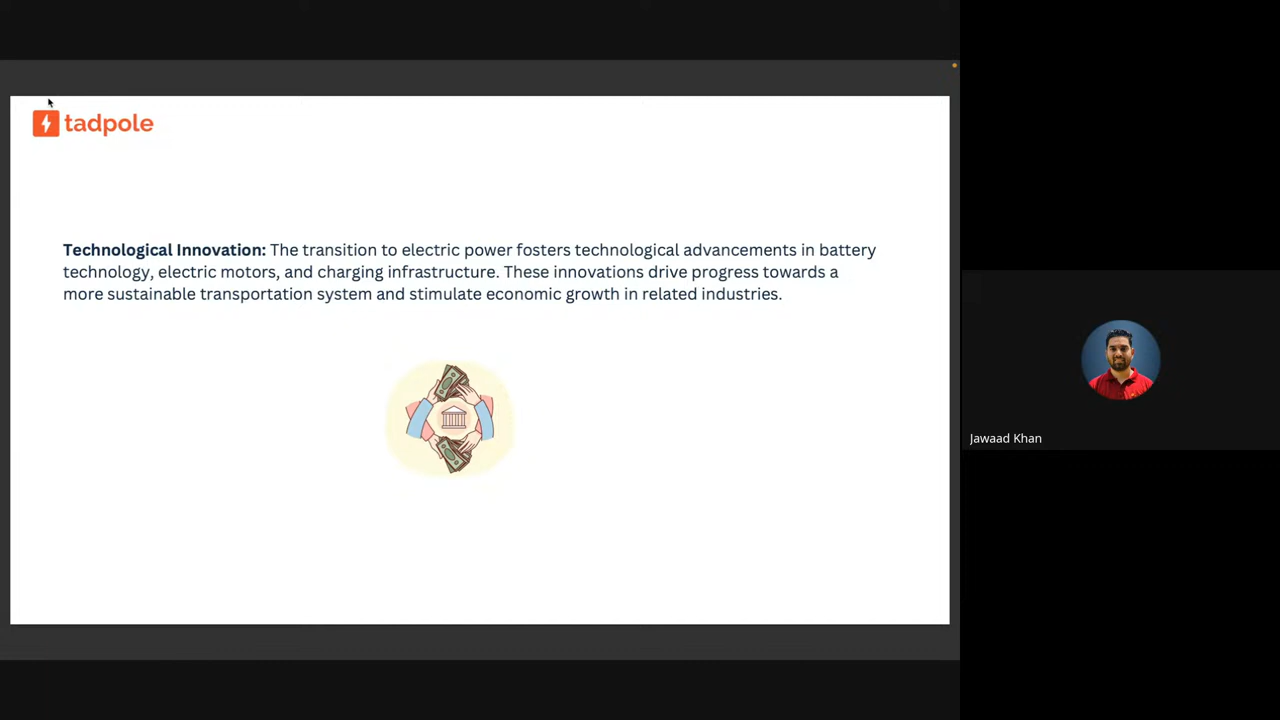 tadpole
Technological Innovation: The transition to electric power fosters technological advancements in battery
technology, electric motors, and charging infrastructure. These innovations drive progress towards a
more sustainable transportation system and stimulate economic growth in related industries.
Jawaad Khan